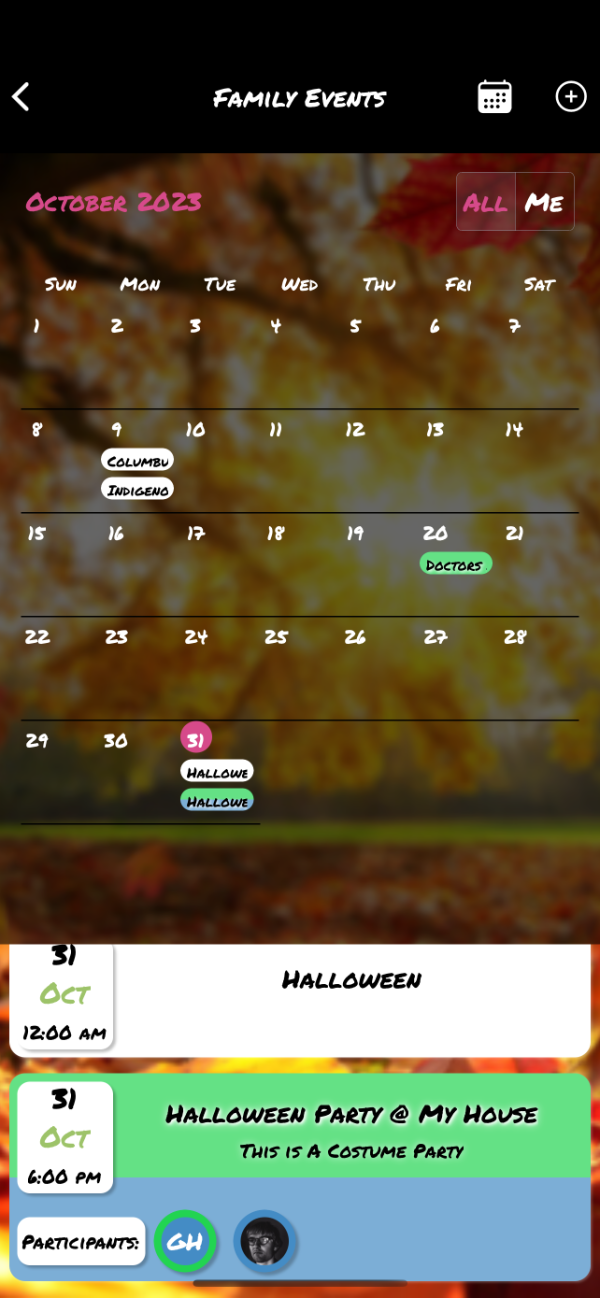 Family Events
October 2023
All Me
Sun Mon Tue Wed Thu Fri Sat
1 2 3 4 5 6 7
8 9 10 11 12 13 14
Columbu
Indigeno
15 16 17 18 19 20 21
Doctors
22 23 24 25 26 27 28
29 30 31
Hallowe
Hallowe
31
Oct
12:00 am
Halloween
31
Oct
6:00 pm
Halloween Party @ My House
This is A Costume Party
Participants:
GH